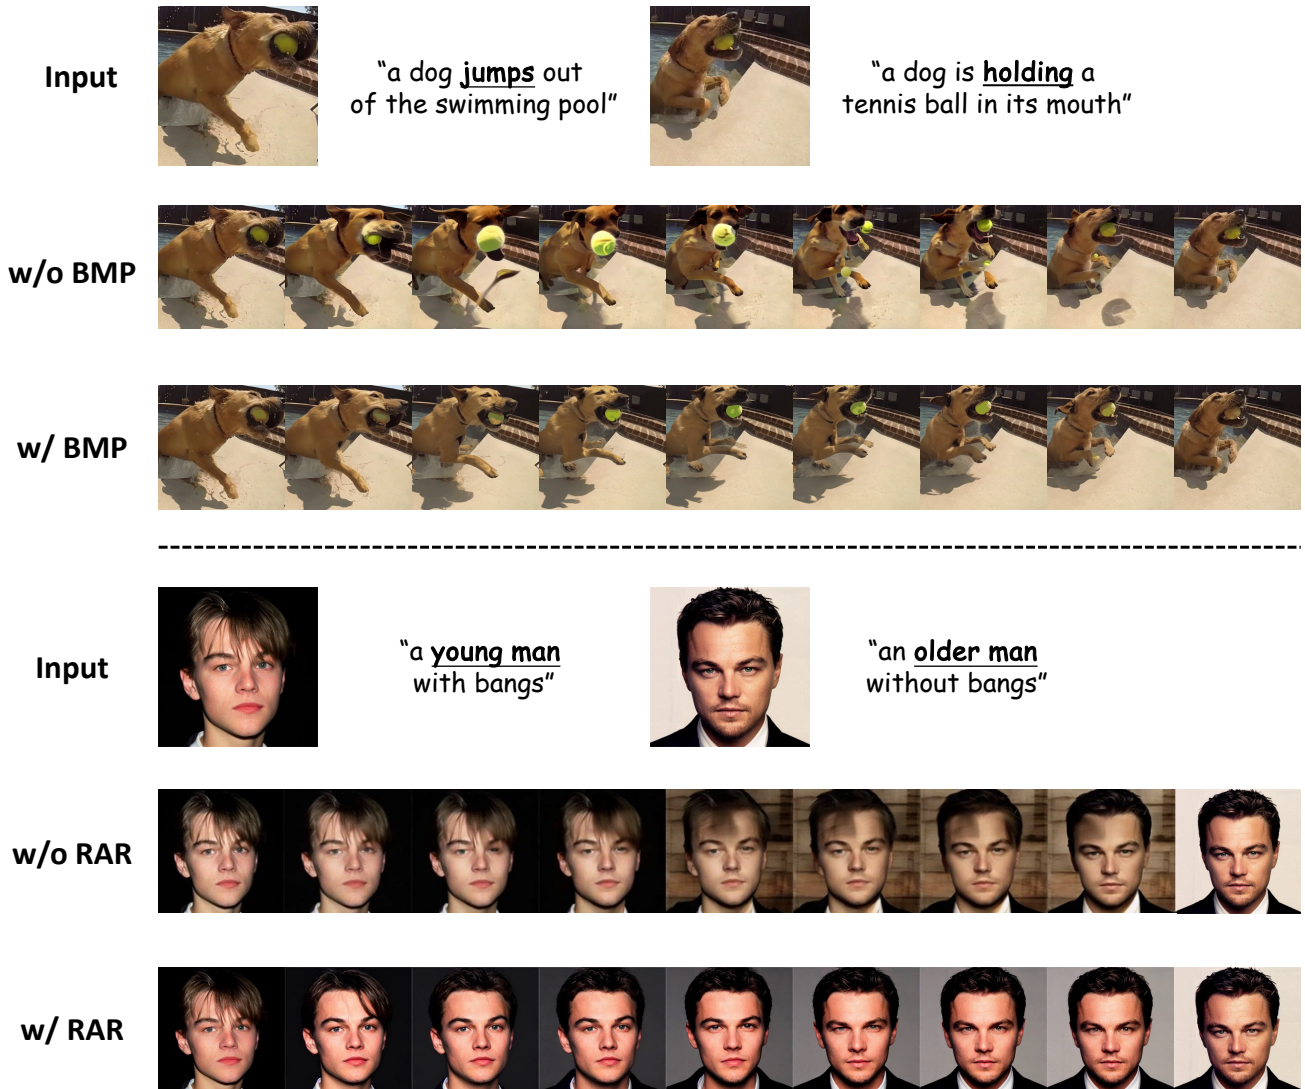 Input
“a dog jumps out
of the swimming pool”
“a dog is holding a
tennis ball in its mouth”
w/o BMP
w/ BMP
Input
“a young man
with bangs”
“an older man
without bangs”
w/o RAR
w/ RAR